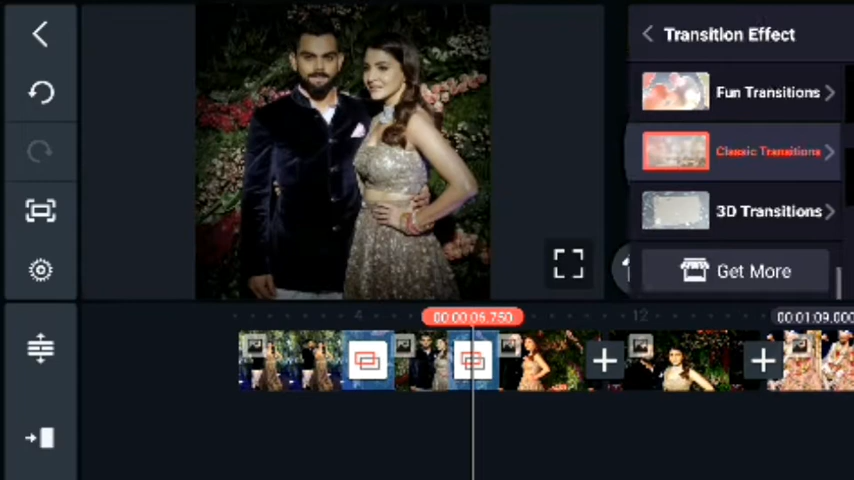 Transition Effect
Fun Transitions
Classic Transitions
3D Transitions
Get More
4
00:00:06.750
12
00:01:09.000